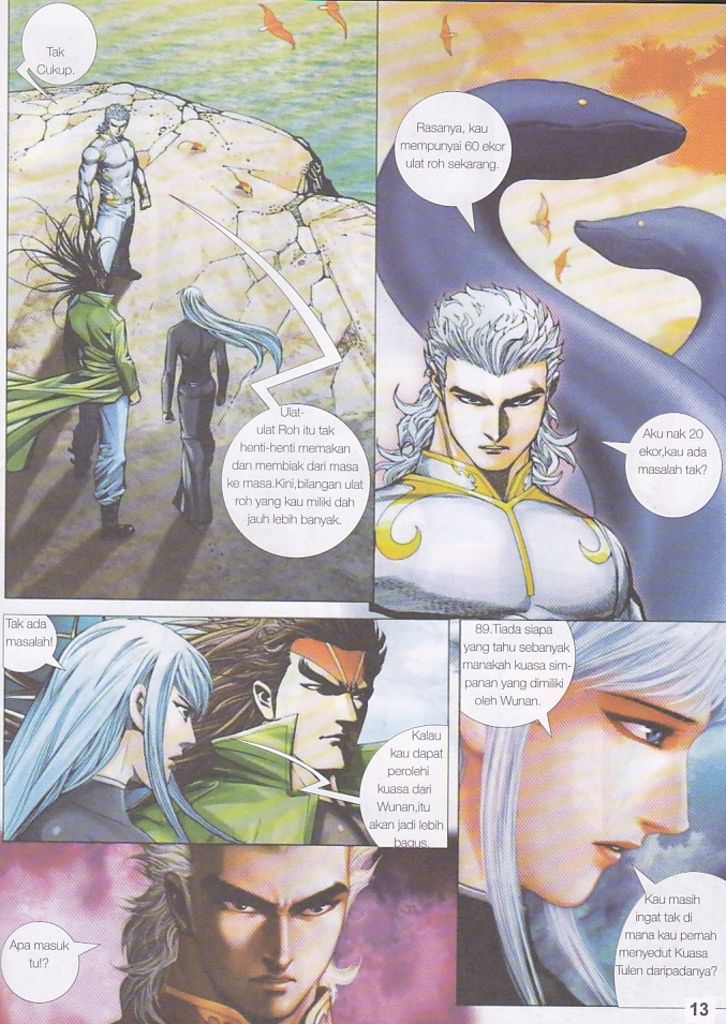 Tak
Cukup.
Ulat-
ulat Roh itu tak
henti-henti memakan
dan membiak dari masa
ke masa.Kini,bilangan ulat
roh yang kau miliki dah
jauh lebih banyak.
Rasanya, kau
mempunyai 60 ekor
ulat roh sekarang.
Aku nak 20
ekor,kau ada
masalah tak?
Tak ada
masalah!
Kalau
kau dapat
perolehi
kuasa dari
Wunan,itu
akan jadi lebih
bagus.
89.Tiada siapa
yang tahu sebanyak
manakah kuasa sim-
panan yang dimiliki
oleh Wunan.
Kau masih
ingat tak di
mana kau pernah
menyedut Kuasa
Tulen daripadanya?
Apa masuk
tu!?
13